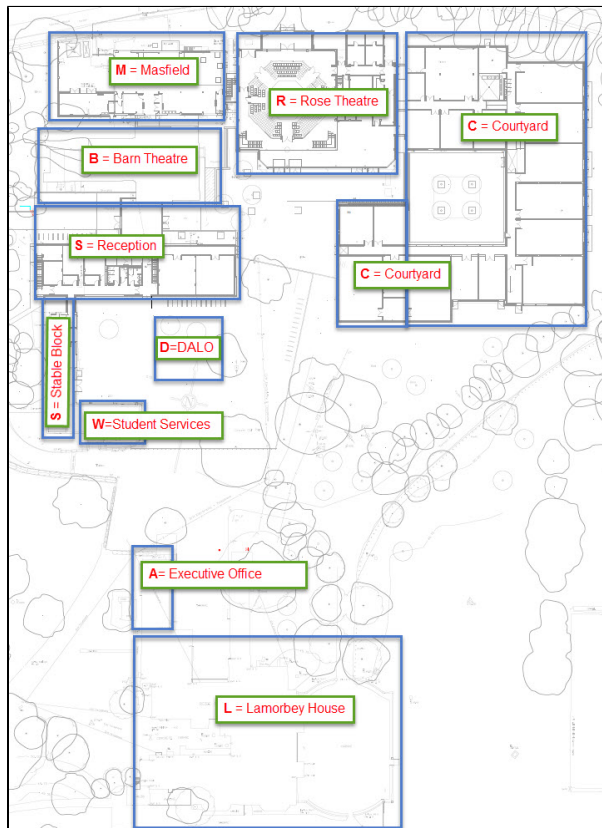 M = Masfield
R = Rose Theatre
C = Courtyard
B = Barn Theatre
S = Reception
C = Courtyard
S = Stable Block
D=DALO
W=Student Services
A= Executive Office
L = Lamorbey House